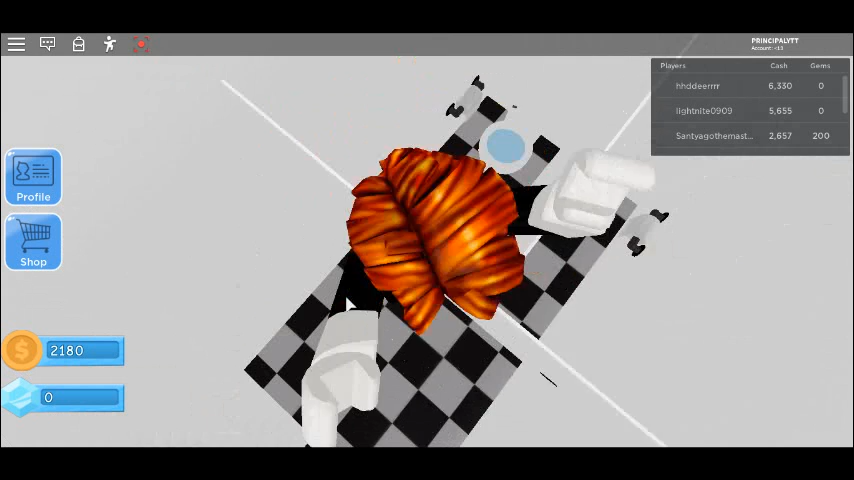 PRINCIPALYTT
Account: <13
Players Cash Gems
hhddeerrrr 6,330 0
lightnite0909 5,655 0
Santyagothemast... 2,657 200
Profile
Shop
2180
0